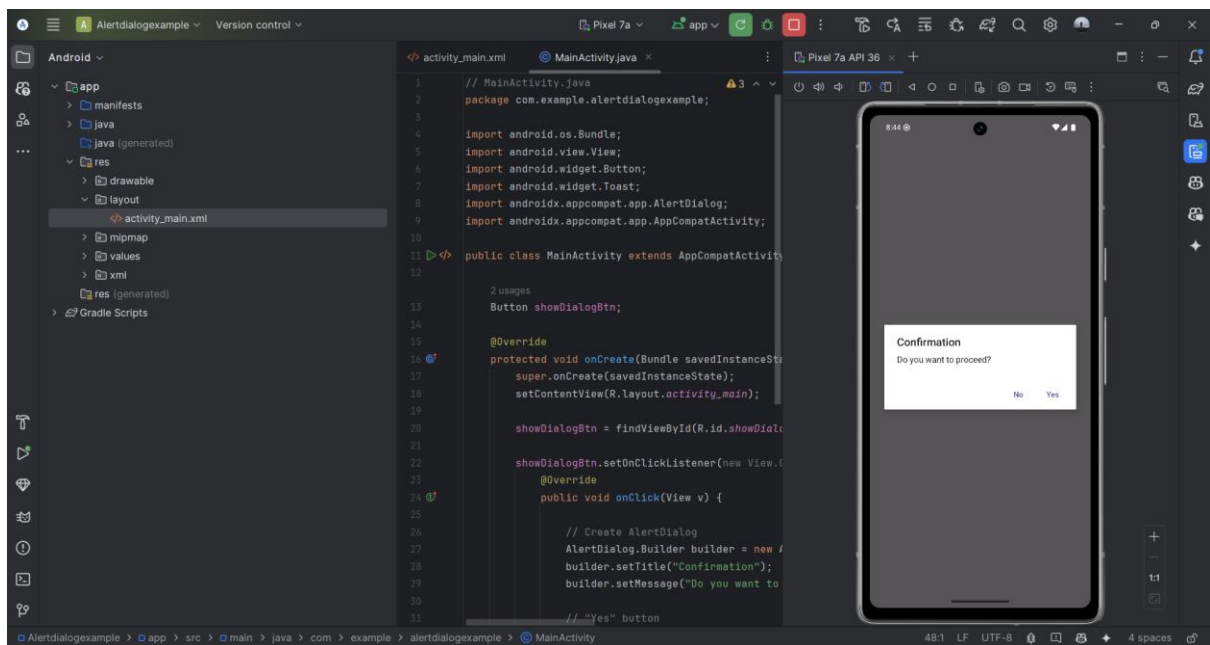 Alertdialogexample
Version control
Pixel 7a
app
Android
app
manifests
java
java (generated)
res
drawable
layout
activity_main.xml
mipmap
values
xml
res (generated)
Gradle Scripts
activity_main.xml
MainActivity.java
3
1 // MainActivity.java
2 package com.example.alertdialogexample;
3
4 import android.os.Bundle;
5 import android.view.View;
6 import android.widget.Button;
7 import android.widget.Toast;
8 import androidx.appcompat.app.AlertDialog;
9 import androidx.appcompat.app.AppCompatActivity;
10
11 public class MainActivity extends AppCompatActivity
12
2 usages
13 Button showDialogBtn;
14
15 @Override
16 protected void onCreate(Bundle savedInstanceSta
17 super.onCreate(savedInstanceState);
18 setContentView(R.layout.activity_main);
19
20 showDialogBtn = findViewById(R.id.showDialo
21
22 showDialogBtn.setOnClickListener(new View.O
23 @Override
24 public void onClick(View v) {
25
26 // Create AlertDialog
27 AlertDialog.Builder builder = new A
28 builder.setTitle("Confirmation");
29 builder.setMessage("Do you want to
30
31 // "Yes" button
Pixel 7a API 36
8:44
Confirmation
Do you want to proceed?
No Yes
1:1
Alertdialogexample > app > src > main > java > com > example > alertdialogexample > MainActivity
48:1 LF UTF-8 4 spaces